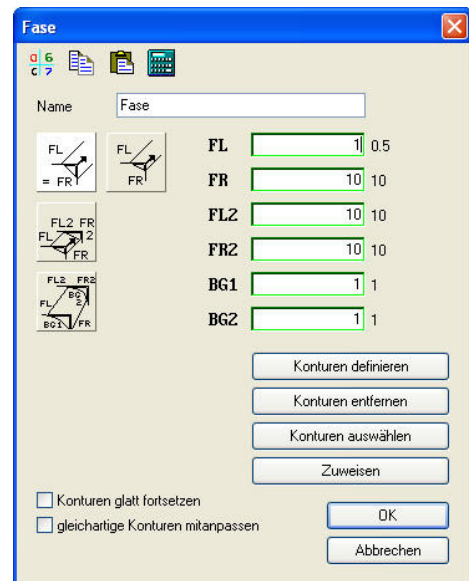 Fase
a 6
c 7
Name Fase
FL
= FR
FL
FR
FL 1 0.5
FR 10 10
FL2 FR
FL 2
FR
FL2 10 10
FR2 10 10
FL2 FR2
BG
2
FL
BG1 FR
BG1 1 1
BG2 1 1
Konturen definieren
Konturen entfernen
Konturen auswählen
Zuweisen
Konturen glatt fortsetzen
gleichartige Konturen mitanpassen
OK
Abbrechen